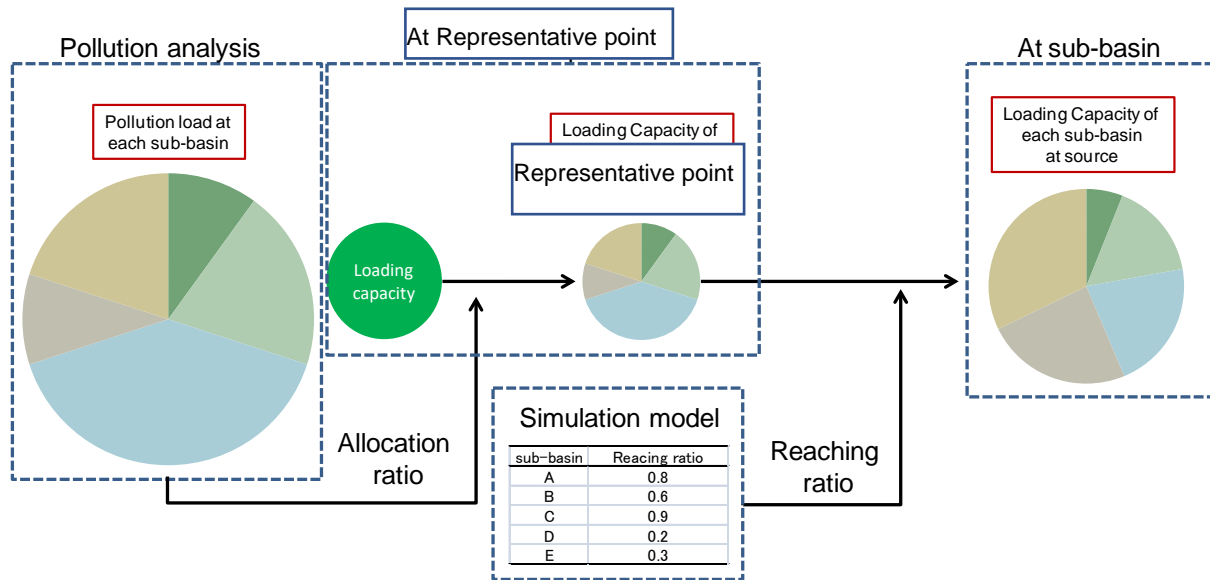 Pollution analysis
At Representative point
At sub-basin
Pollution load at
each sub-basin
Loading Capacity of
Representative point
Loading Capacity of
each sub-basin
at source
Loading
capacity
Allocation
ratio
Simulation model
sub-basin Reacing ratio
A 0.8
B 0.6
C 0.9
D 0.2
E 0.3
Reaching
ratio